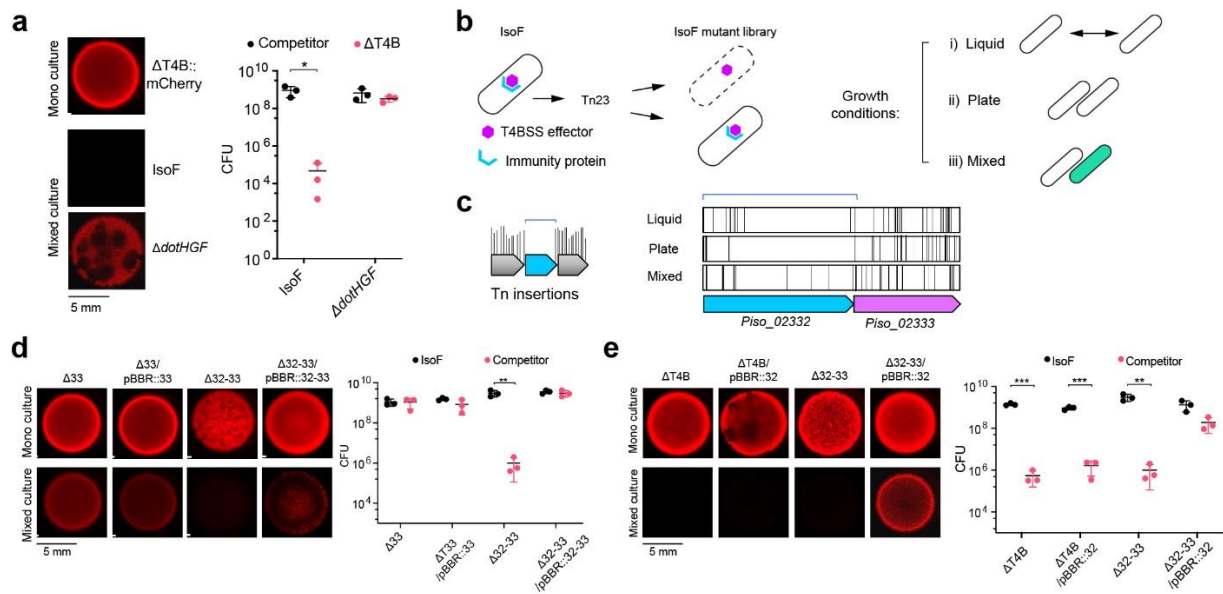 a
Mono culture
Mixed culture
ΔT4B::
mCherry
IsoF
ΔdotHGF
5 mm
Competitor
ΔT4B
*
CFU
10^10
10^8
10^6
10^4
10^2
10^0
IsoF
ΔdotHGF
b
IsoF
Tn23
IsoF mutant library
T4BSS effector
Immunity protein
Growth
conditions:
i) Liquid
ii) Plate
iii) Mixed
c
Tn insertions
Liquid
Plate
Mixed
Piso_02332
Piso_02333
d
Mono culture
Mixed culture
Δ33
Δ33/
pBBR::33
Δ32-33
Δ32-33/
pBBR::32-33
5 mm
IsoF
Competitor
**
CFU
10^10
10^8
10^6
10^4
Δ33
ΔT33
/pBBR::33
Δ32-33
Δ32-33
/pBBR::32-33
e
Mono culture
Mixed culture
ΔT4B
ΔT4B/
pBBR::32
Δ32-33
Δ32-33/
pBBR::32
5 mm
IsoF
Competitor
***
***
**
CFU
10^10
10^8
10^6
10^4
ΔT4B
ΔT4B
/pBBR::32
Δ32-33
Δ32-33
/pBBR::32